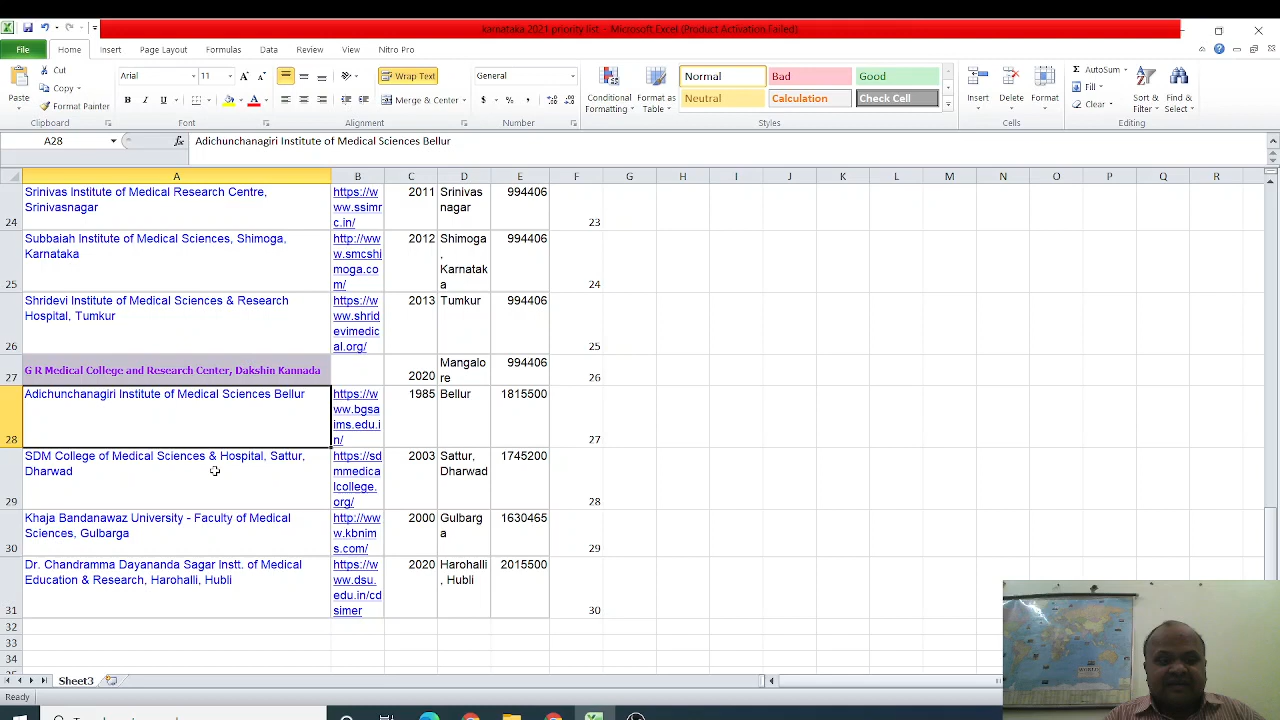 karnataka 2021 priority list - Microsoft Excel (Product Activation Failed)
File Home Insert Page Layout Formulas Data Review View Nitro Pro
Paste
Cut
Copy
Format Painter
Arial 11
Wrap Text
Merge & Center
General
Conditional Formatting
Format as Table
Normal Bad Good
Neutral Calculation Check Cell
Insert Delete Format
AutoSum
Fill
Clear
Sort & Filter
Find & Select
Clipboard Font Alignment Number Styles Cells Editing
A28 fx Adichunchanagiri Institute of Medical Sciences Bellur
A B C D E F G H I J K L M N O P Q R
24 Srinivas Institute of Medical Research Centre, Srinivasnagar https://www.ssimrc.in/ 2011 Srinivasnagar 994406 23
25 Subbaiah Institute of Medical Sciences, Shimoga, Karnataka http://www.smcshimoga.com/ 2012 Shimoga, Karnataka 994406 24
26 Shridevi Institute of Medical Sciences & Research Hospital, Tumkur https://www.shridevimedical.org/ 2013 Tumkur 994406 25
27 G R Medical College and Research Center, Dakshin Kannada 2020 Mangalore 994406 26
28 Adichunchanagiri Institute of Medical Sciences Bellur https://www.bgsaims.edu.in/ 1985 Bellur 1815500 27
29 SDM College of Medical Sciences & Hospital, Sattur, Dharwad https://sdmmedicalcollege.org/ 2003 Sattur, Dharwad 1745200 28
30 Khaja Bandanawaz University - Faculty of Medical Sciences, Gulbarga http://www.kbnims.com/ 2000 Gulbarga 1630465 29
31 Dr. Chandramma Dayananda Sagar Instt. of Medical Education & Research, Harohalli, Hubli https://www.dsu.edu.in/cdsimer 2020 Harohalli, Hubli 2015500 30
32
33
34
Sheet3
Ready